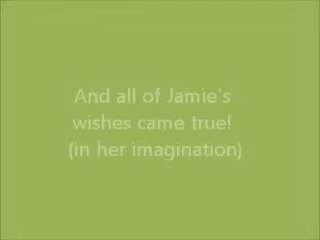 And all of Jamie's
wishes came true!
(in her imagination)